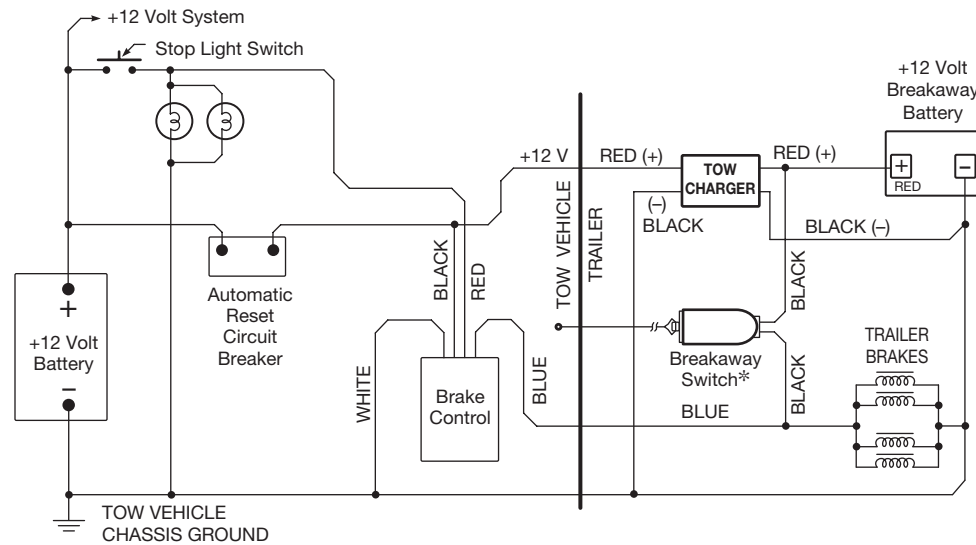 +12 Volt System
Stop Light Switch
+12 Volt
Breakaway
Battery
+12 V
RED (+)
TOW
CHARGER
RED (+)
+
−
RED
(−)
BLACK
BLACK (−)
TOW VEHICLE
TRAILER
BLACK
RED
BLACK
Automatic
Reset
Circuit
Breaker
+
+12 Volt
Battery
−
WHITE
Brake
Control
BLUE
Breakaway
Switch*
BLACK
BLUE
TRAILER
BRAKES
TOW VEHICLE
CHASSIS GROUND